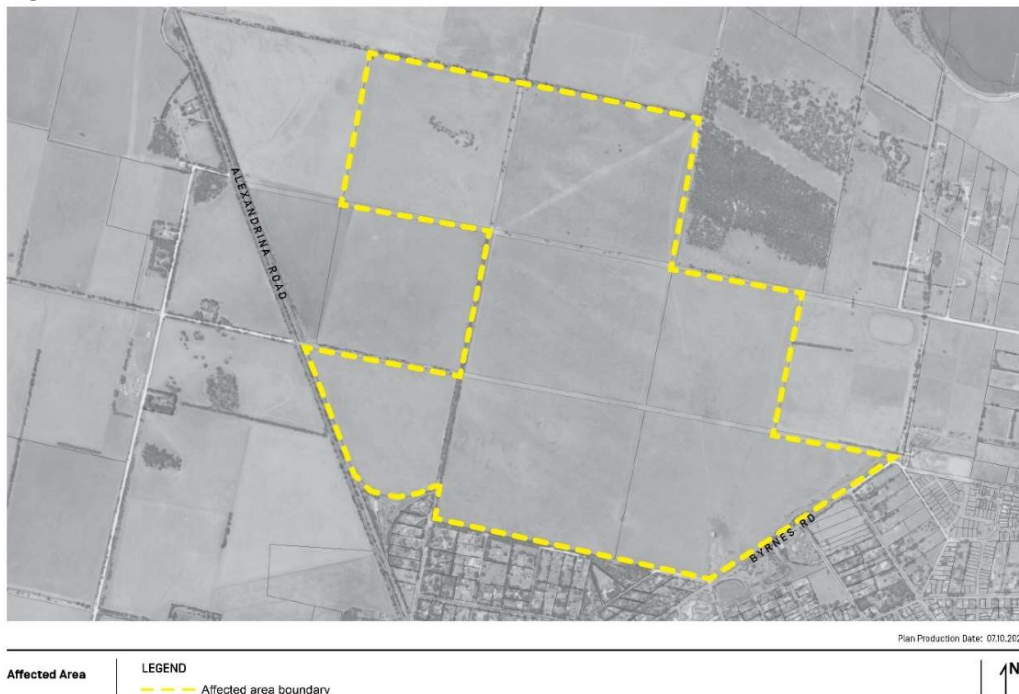 ALEXANDRINA ROAD
BYRNES RD
Plan Production Date: 07.10.202
Affected Area
LEGEND
Affected area boundary
N